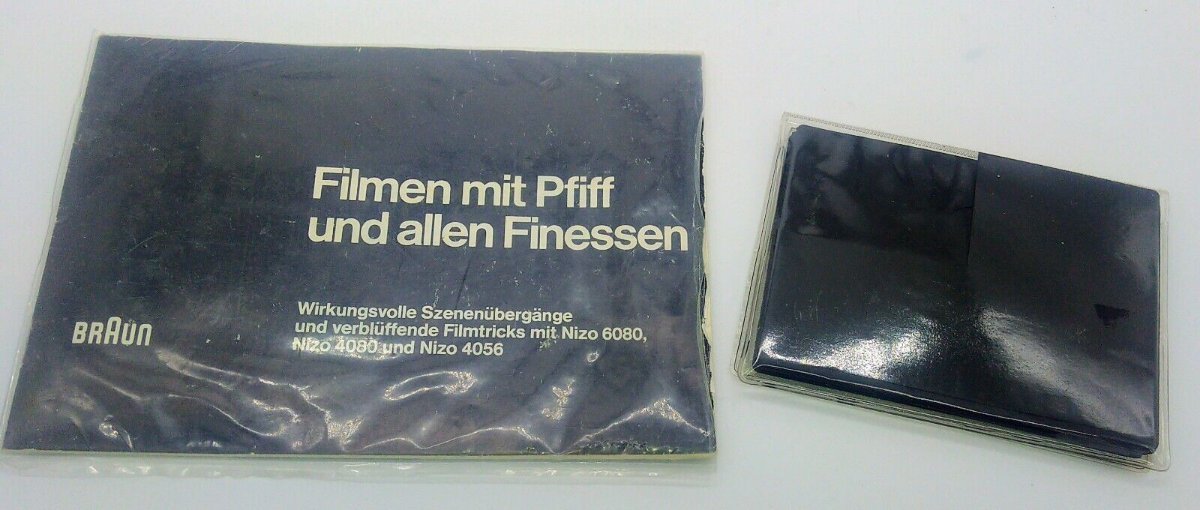 Filmen mit Pfiff
und allen Finessen
Wirkungsvolle Szenenübergänge
und verblüffende Filmtricks mit Nizo 6080,
Nizo 4080 und Nizo 4056
BRAUN